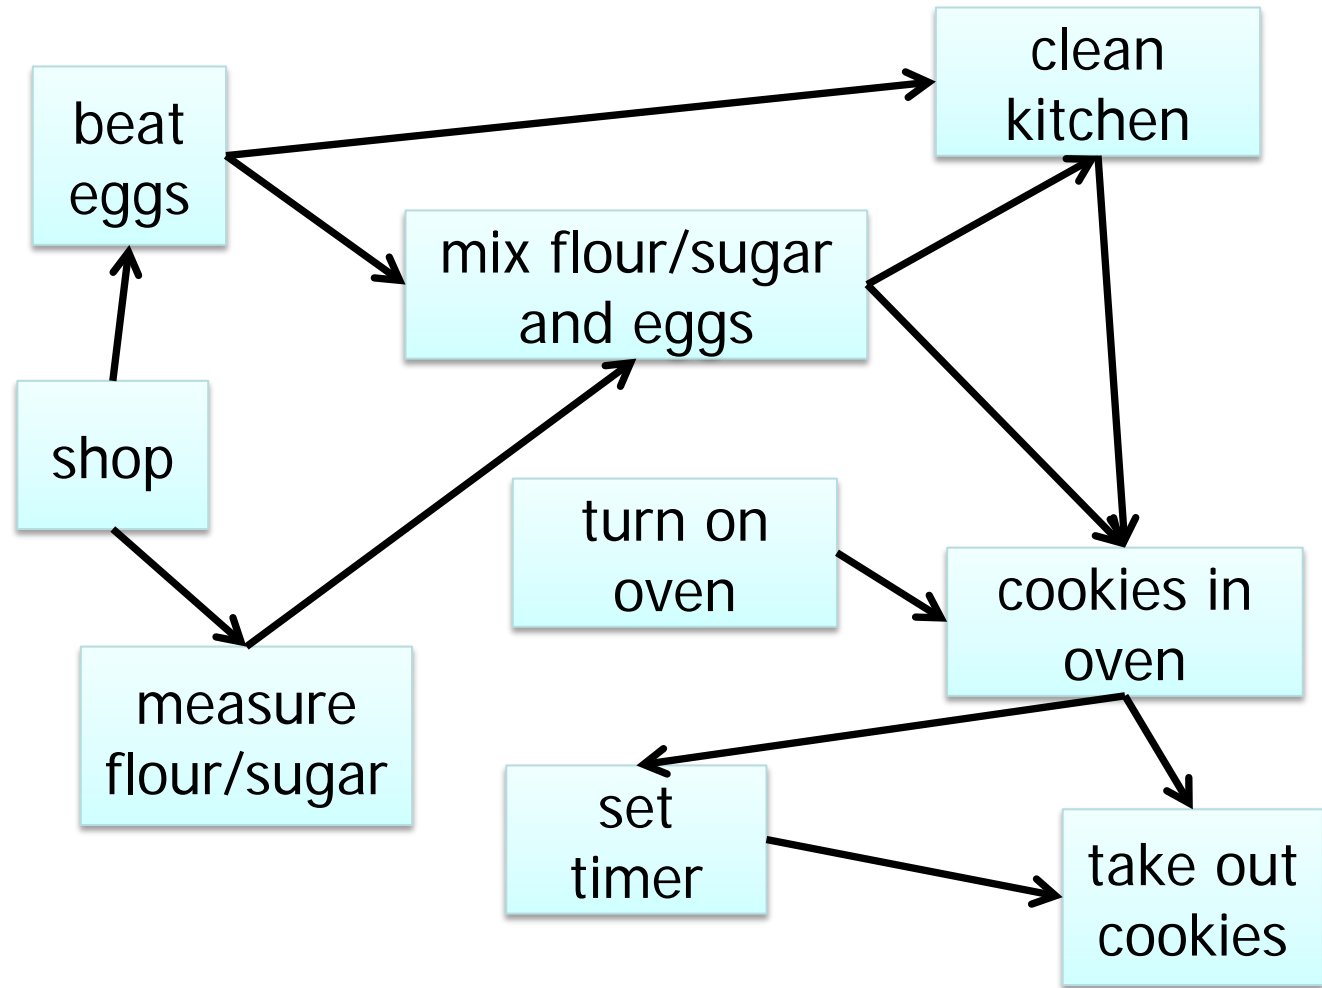 clean
kitchen
beat
eggs
mix flour/sugar
and eggs
shop
turn on
oven
cookies in
oven
measure
flour/sugar
set
timer
take out
cookies